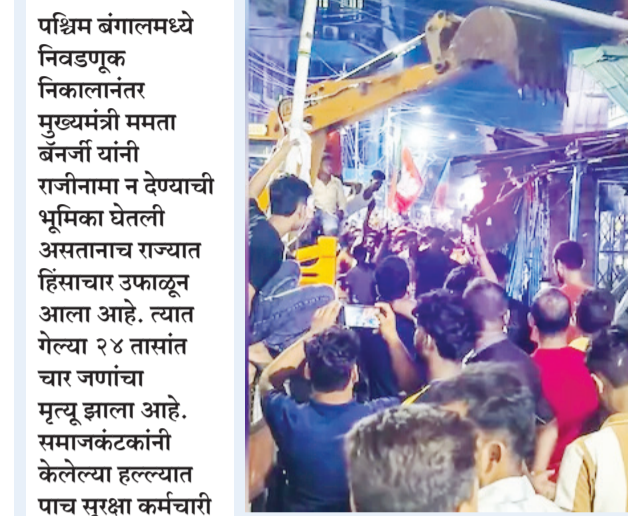 पश्चिम बंगालमध्ये
निवडणूक
निकालानंतर
मुख्यमंत्री ममता
बॅनर्जी यांनी
राजीनामा न देण्याची
भूमिका घेतली
असतानाच राज्यात
हिंसाचार उफाळून
आला आहे. त्यात
गेल्या २४ तासांत
चार जणांचा
मृत्यू झाला आहे.
समाजकंटकांनी
केलेल्या हल्ल्यात
पाच सुरक्षा कर्मचारी